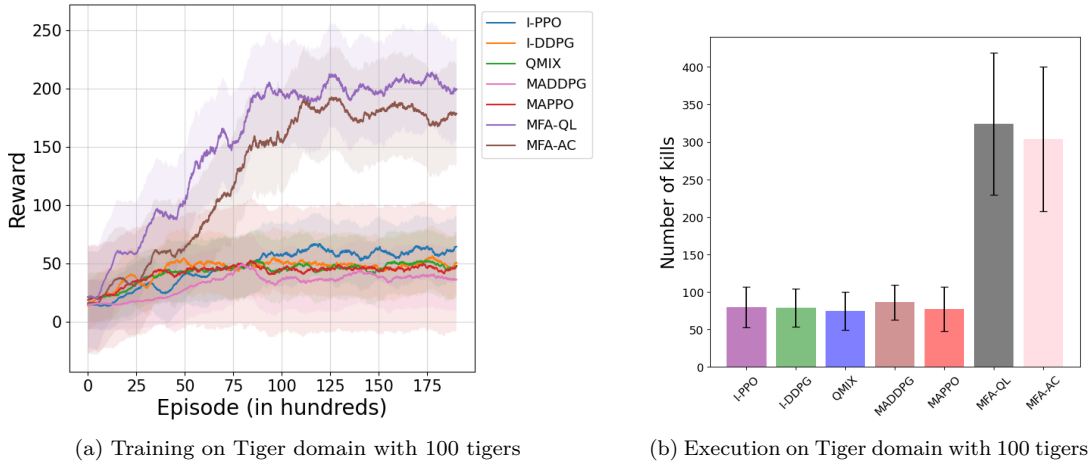 250
200
150
100
50
0
Reward
0
25
50
75
100
125
150
175
Episode (in hundreds)
I-PPO
I-DDPG
QMIX
MADDPG
MAPPO
MFA-QL
MFA-AC
(a) Training on Tiger domain with 100 tigers
400
350
300
250
200
150
100
50
0
Number of kills
I-PPO
I-DDPG
QMIX
MADDPG
MAPPO
MFA-QL
MFA-AC
(b) Execution on Tiger domain with 100 tigers